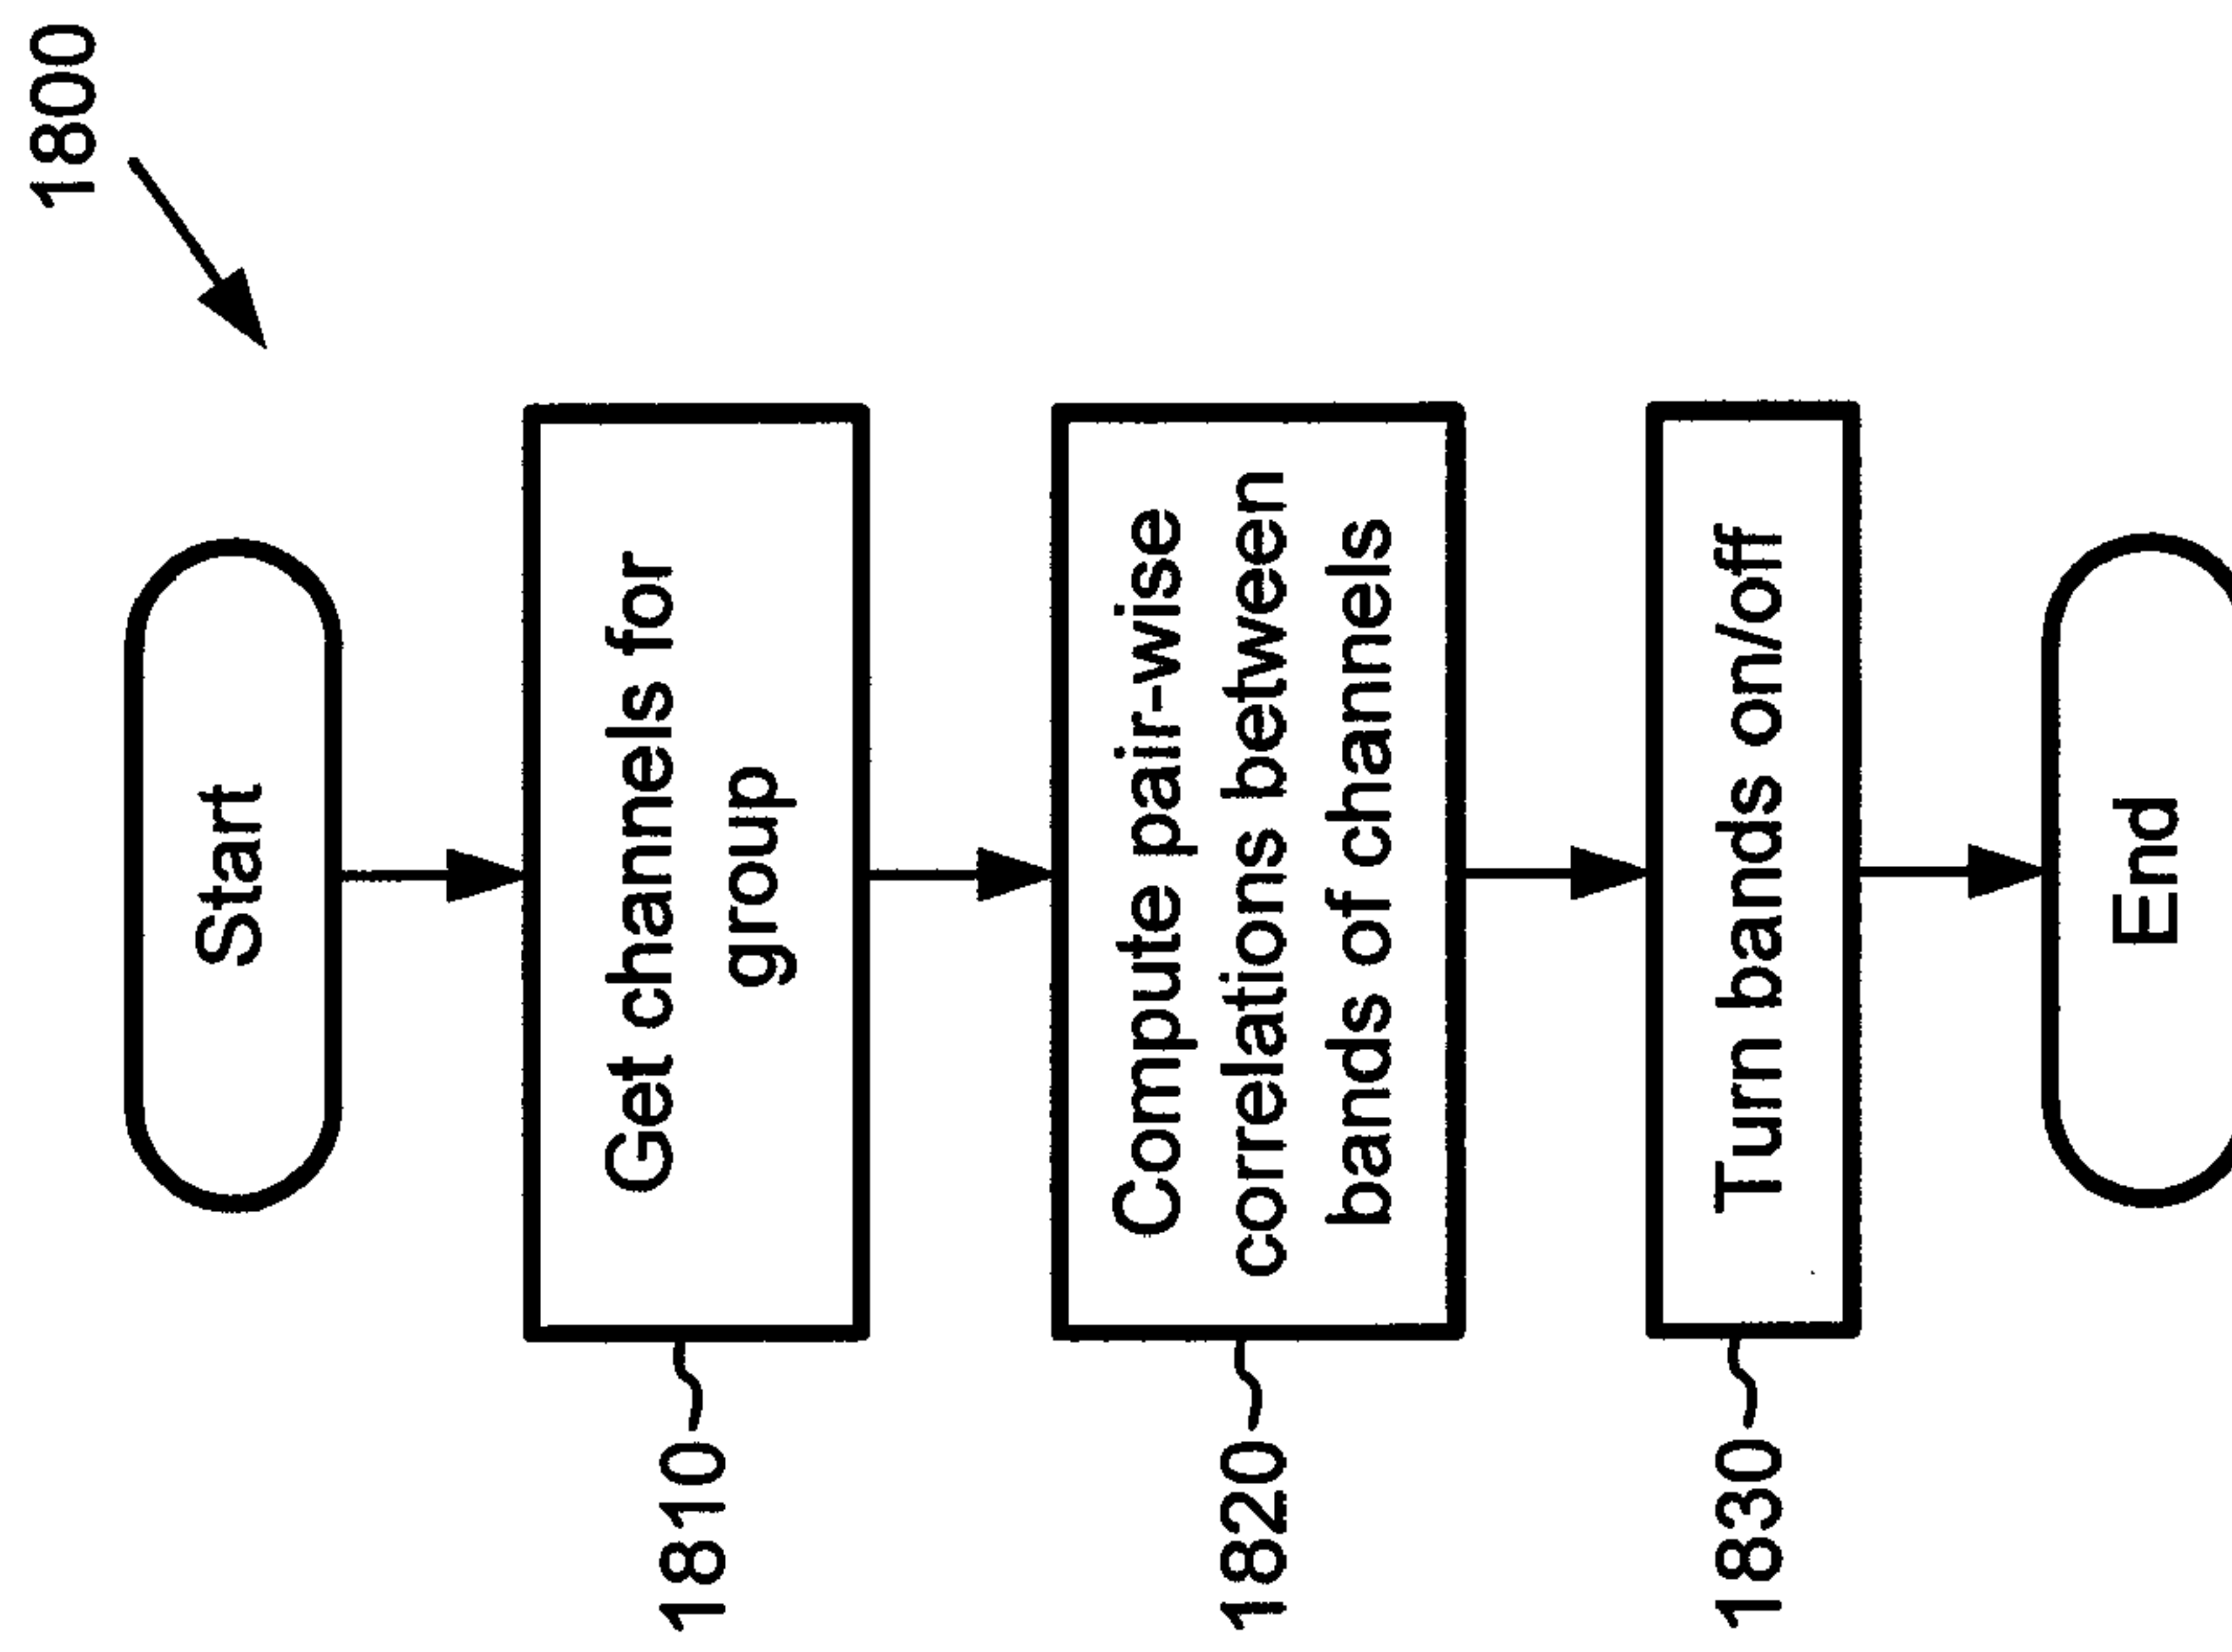 1800
Start
Get channels for
group
1810
Compute pair-wise
correlations between
bands of channels
1820
Turn bands on/off
1830
End